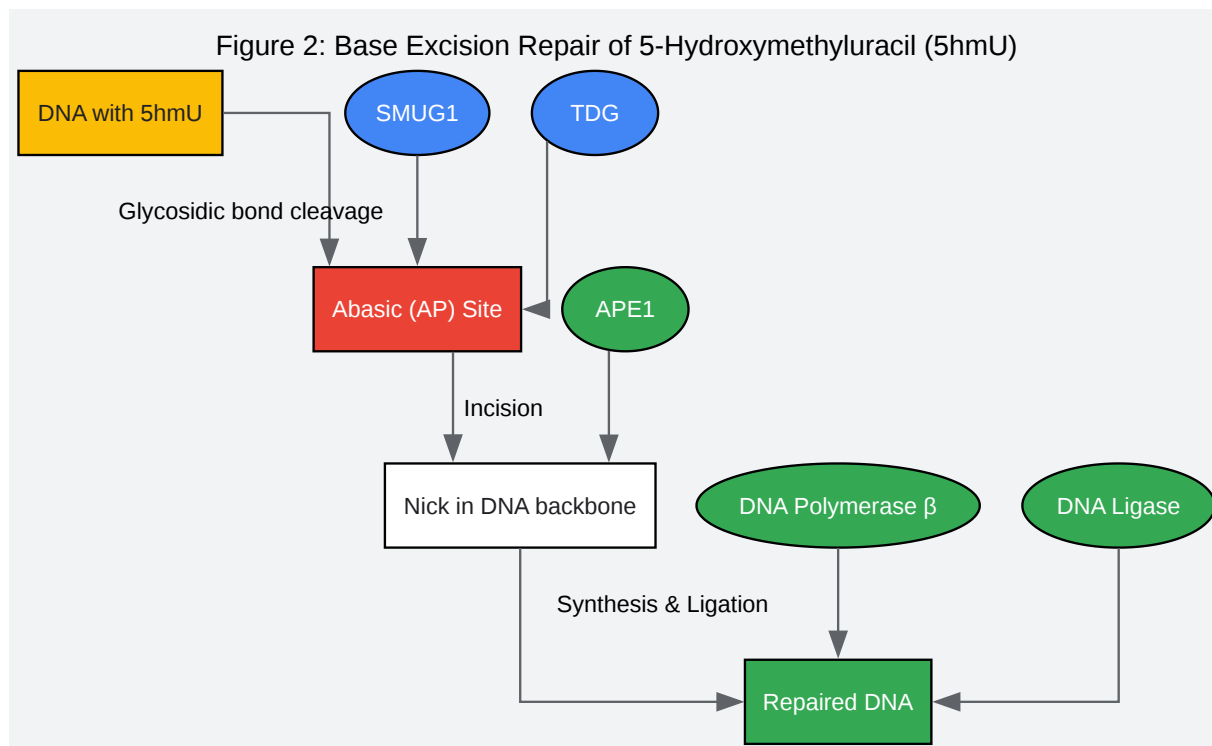 Figure 2: Base Excision Repair of 5-Hydroxymethyluracil (5hmU)
DNA with 5hmU
SMUG1
TDG
Glycosidic bond cleavage
Abasic (AP) Site
APE1
Incision
Nick in DNA backbone
DNA Polymerase β
DNA Ligase
Synthesis & Ligation
Repaired DNA